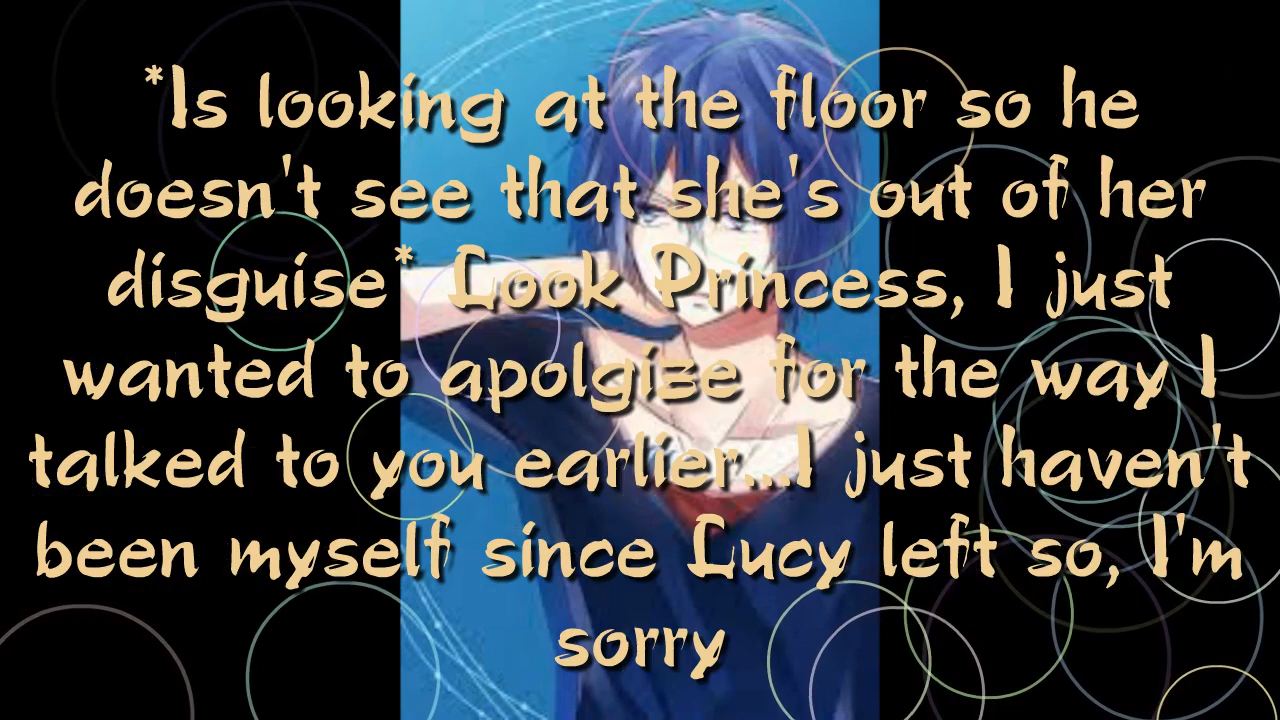 *Is looking at the floor so he
doesn't see that she's out of her
disguise* Look Princess, I just
wanted to apolgize for the way I
talked to you earlier...I just haven't
been myself since Lucy left so, I'm
sorry